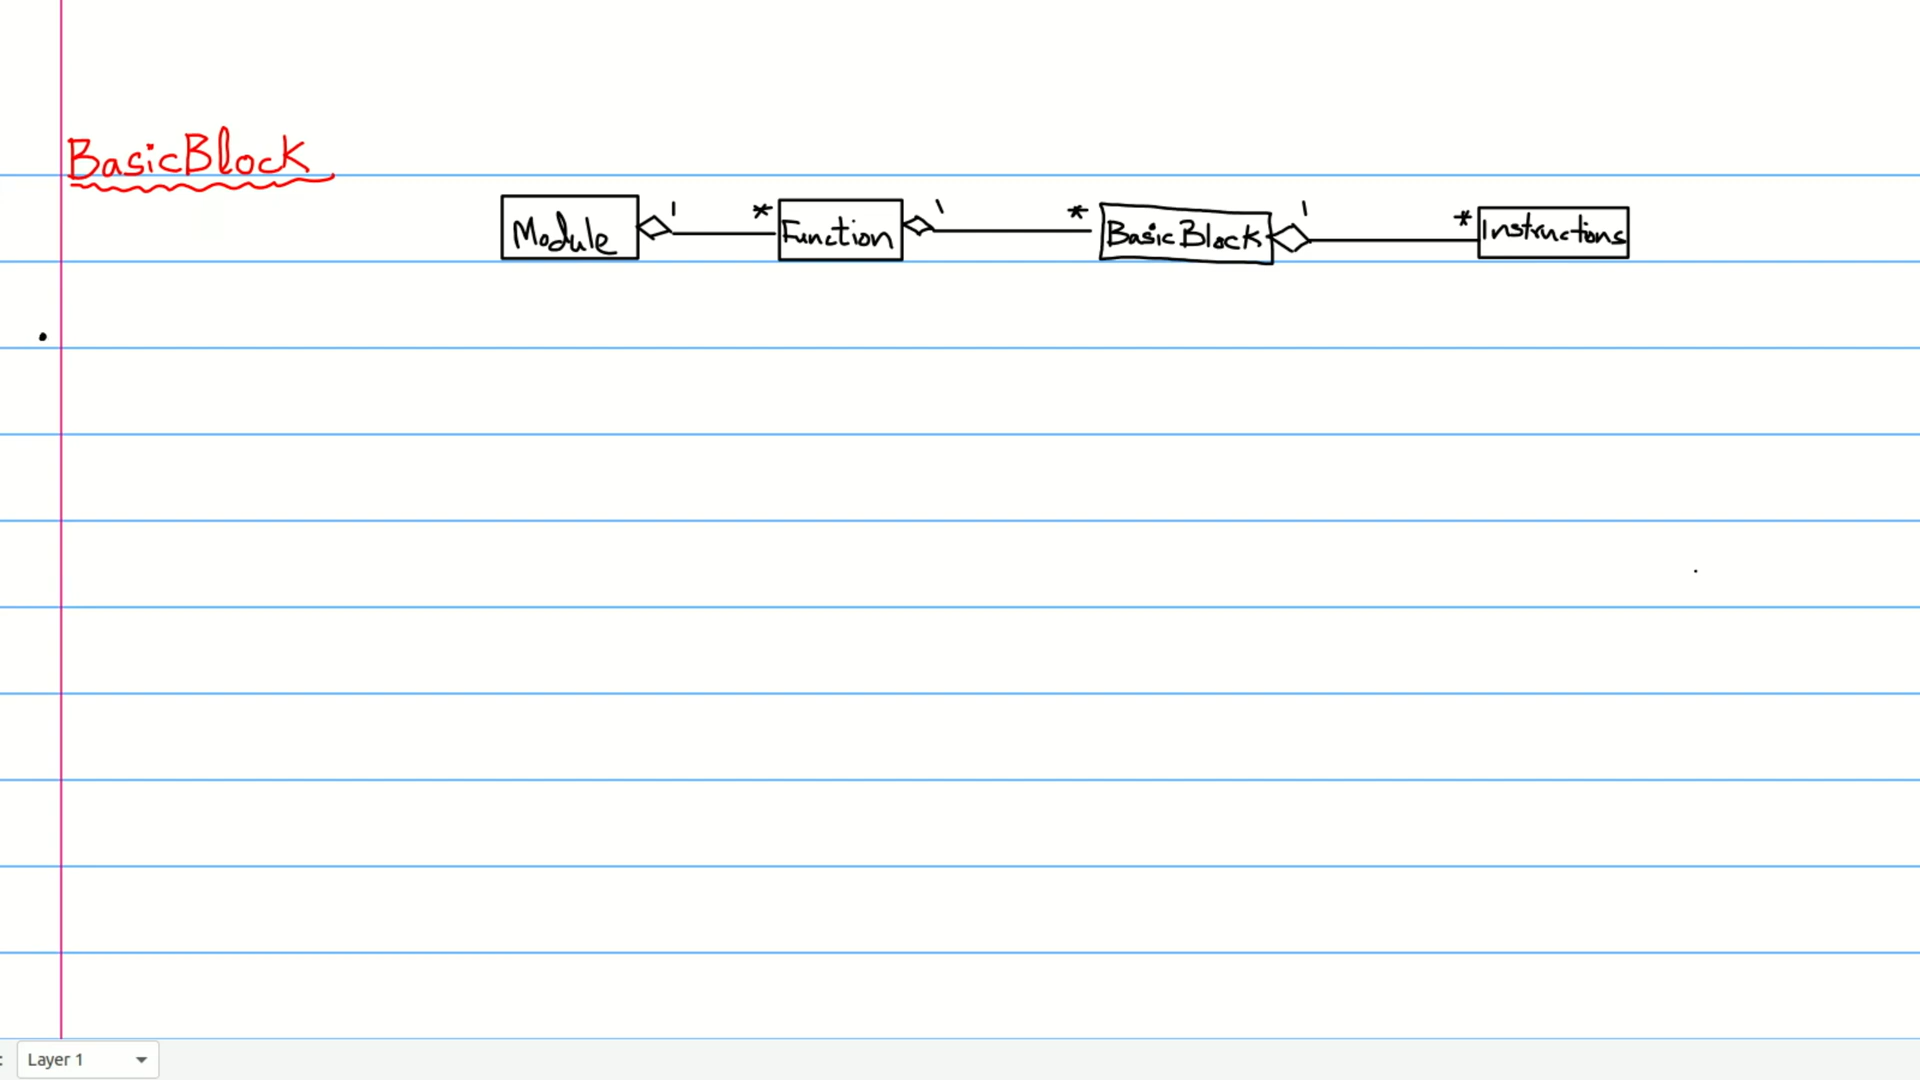 BasicBlock
Module 1 * Function 1 * BasicBlock 1 * Instructions
: Layer 1